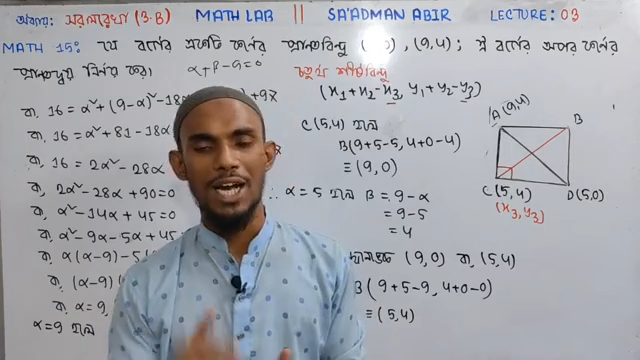 অধ্যায়: সরলরেখা (3.B) MATH LAB || SA'ADMAN ABIR LECTURE: 03
MATH 15: যে বর্গের একটি কর্ণের প্রান্তবিন্দু 0), (9,4); ঐ বর্গের অপর কর্ণের
প্রান্তদ্বয় নির্ণয় কর। α+β-9=0 চতুর্থ শীর্ষবিন্দু
(x₁+x₂-x₃, y₁+y₂-y₃)
বা, 16 = α²+(9-α)²-18 +97
বা, 16 = α²+81-18α
বা, 16 = 2α²-28α
বা, 2α²-28α+90=0
বা, α²-14α+45=0
বা, α²-9α-5α+45
বা, α(α-9)-5(
বা, (α-9)(
বা, α=9,
α=9 হলে
C(5,4) হলে
B(9+5-5, 4+0-4)
≡ (9,0)
∴ α=5 হলে β = 9-α
= 9-5
= 4
(9,0) বা, (5,4)
B(9+5-9, 4+0-0)
≡ (5,4)
A(9,4) B
C(5,4) D(5,0)
(x₃,y₃)